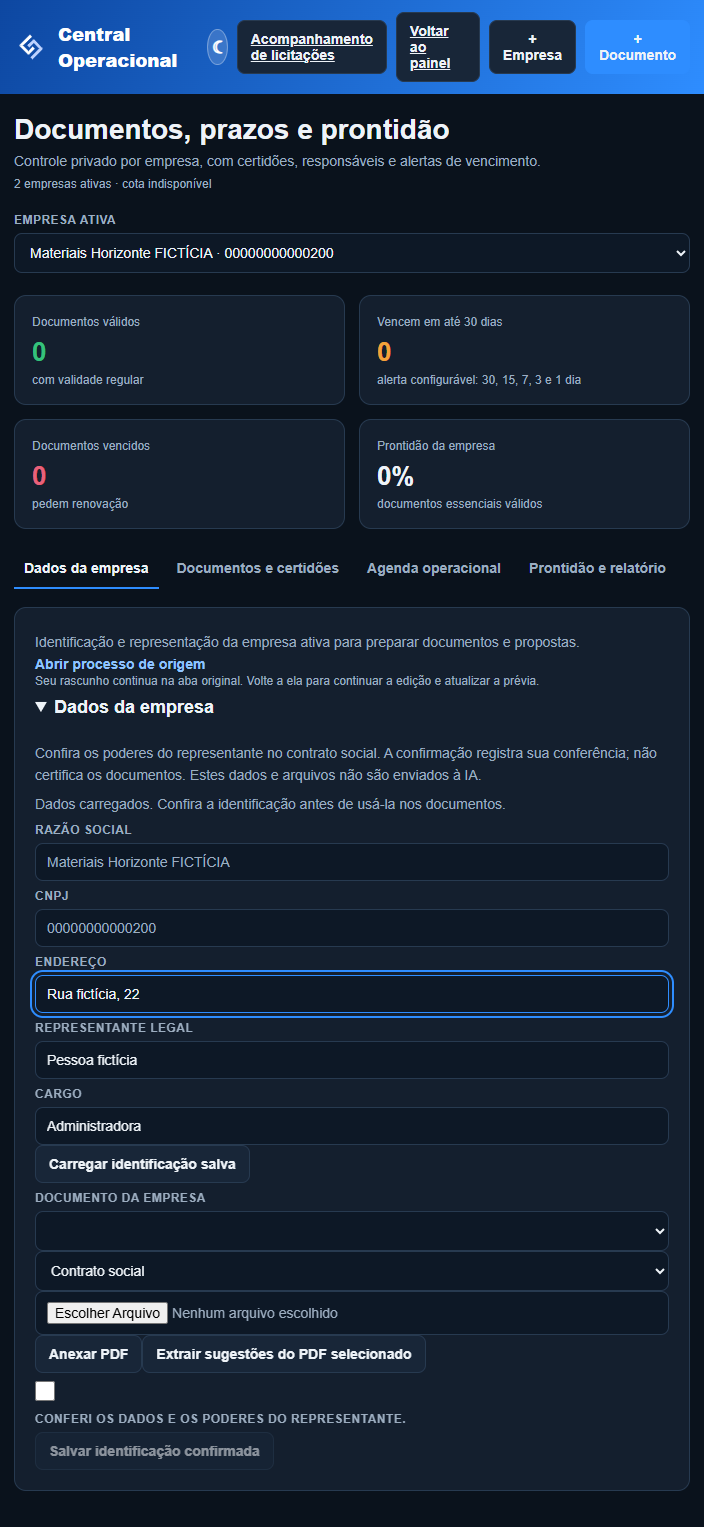 Central
Operacional
Acompanhamento
de licitações
Voltar
ao
painel
+
Empresa
+
Documento
Documentos, prazos e prontidão
Controle privado por empresa, com certidões, responsáveis e alertas de vencimento.
2 empresas ativas · cota indisponível
EMPRESA ATIVA
Materiais Horizonte FICTÍCIA · 00000000000200
Documentos válidos
0
com validade regular
Vencem em até 30 dias
0
alerta configurável: 30, 15, 7, 3 e 1 dia
Documentos vencidos
0
pedem renovação
Prontidão da empresa
0%
documentos essenciais válidos
Dados da empresa
Documentos e certidões
Agenda operacional
Prontidão e relatório
Identificação e representação da empresa ativa para preparar documentos e propostas.
Abrir processo de origem
Seu rascunho continua na aba original. Volte a ela para continuar a edição e atualizar a prévia.
▼ Dados da empresa
Confira os poderes do representante no contrato social. A confirmação registra sua conferência; não
certifica os documentos. Estes dados e arquivos não são enviados à IA.
Dados carregados. Confira a identificação antes de usá-la nos documentos.
RAZÃO SOCIAL
Materiais Horizonte FICTÍCIA
CNPJ
00000000000200
ENDEREÇO
Rua fictícia, 22
REPRESENTANTE LEGAL
Pessoa fictícia
CARGO
Administradora
Carregar identificação salva
DOCUMENTO DA EMPRESA
Contrato social
Escolher Arquivo Nenhum arquivo escolhido
Anexar PDF
Extrair sugestões do PDF selecionado
CONFERI OS DADOS E OS PODERES DO REPRESENTANTE.
Salvar identificação confirmada